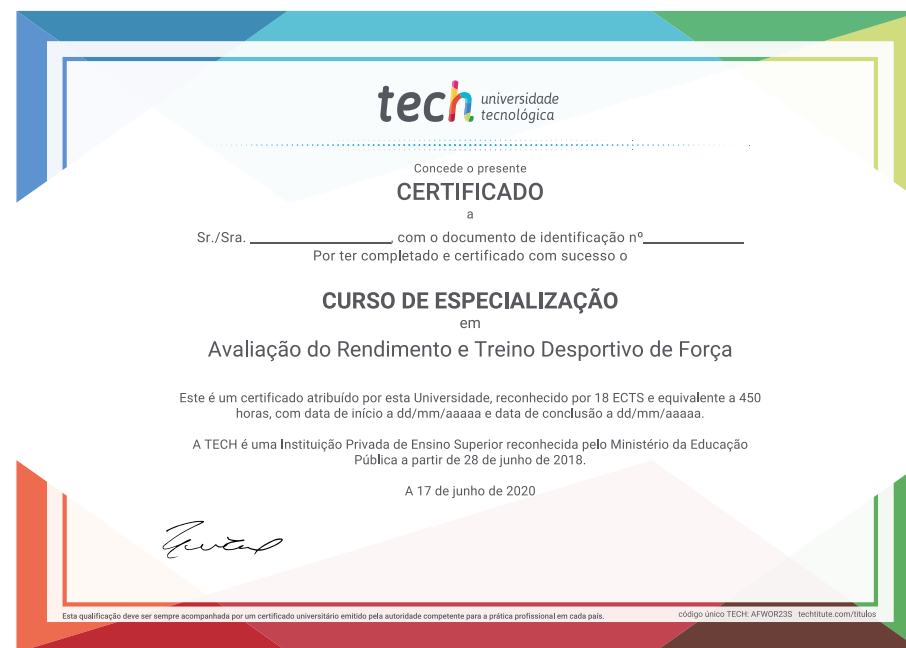 tech universidade
tecnológica
Concede o presente
CERTIFICADO
a
Sr./Sra. ____________________, com o documento de identificação nº______________
Por ter completado e certificado com sucesso o
CURSO DE ESPECIALIZAÇÃO
em
Avaliação do Rendimento e Treino Desportivo de Força
Este é um certificado atribuído por esta Universidade, reconhecido por 18 ECTS e equivalente a 450
horas, com data de início a dd/mm/aaaaa e data de conclusão a dd/mm/aaaaa.
A TECH é uma Instituição Privada de Ensino Superior reconhecida pelo Ministério da Educação
Pública a partir de 28 de junho de 2018.
A 17 de junho de 2020
Esta qualificação deve ser sempre acompanhada por um certificado universitário emitido pela autoridade competente para a prática profissional em cada país.
código único TECH: AFWOR23S techtitute.com/titulos